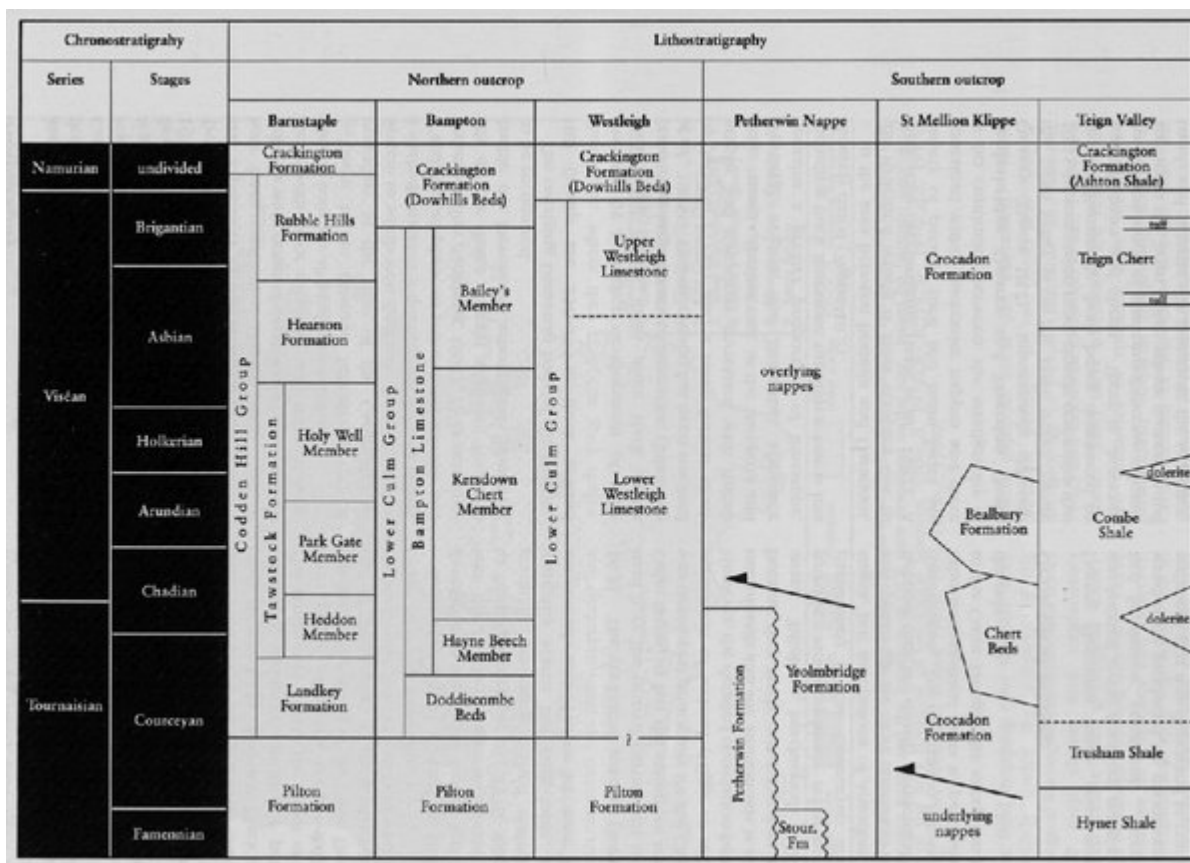 Chronostratigrahy
Lithostratigraphy
Series
Stages
Northern outcrop
Southern outcrop
Barnstaple
Bampton
Westleigh
Petherwin Nappe
St Mellion Klippe
Teign Valley
Namurian
undivided
Crackington
Formation
Crackington
Formation
(Dowhills Beds)
Crackington
Formation
(Dowhills Beds)
Crackington
Formation
(Ashton Shale)
Viséan
Brigantian
Asbian
Holkerian
Arundian
Chadian
Tournaisian
Courceyan
Famennian
Codden Hill Group
Rubble Hills
Formation
Hearson
Formation
Tawstock Formation
Holy Well
Member
Park Gate
Member
Heddon
Member
Landkey
Formation
Pilton
Formation
Lower Culm Group
Bampton Limestone
Bailey's
Member
Kersdown
Chert
Member
Hayne Beech
Member
Doddiscombe
Beds
Pilton
Formation
Lower Culm Group
Upper
Westleigh
Limestone
Lower
Westleigh
Limestone
?
Pilton
Formation
overlying
nappes
Petherwin Formation
Yeolmbridge
Formation
Stour.
Fm
Crocadon
Formation
Bealbury
Formation
Chert
Beds
Crocadon
Formation
underlying
nappes
tuff
Teign Chert
tuff
dolerite
Combe
Shale
dolerite
Trusham Shale
Hyner Shale